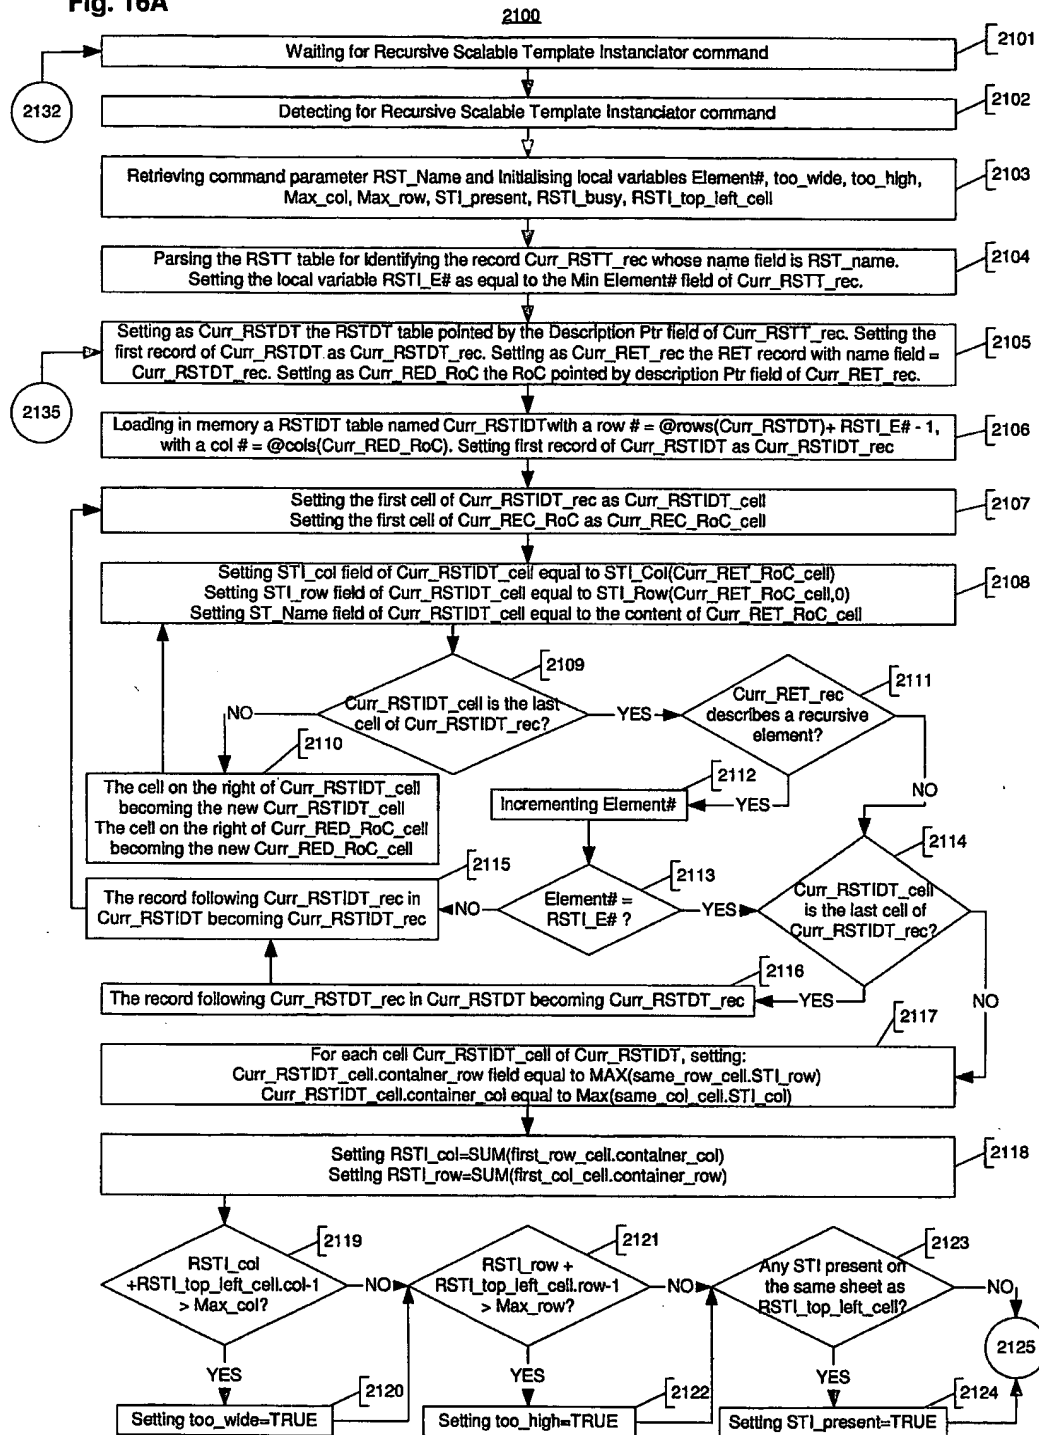 Fig. 16A
2100
Waiting for Recursive Scalable Template Instanciator command
2101
2132
Detecting for Recursive Scalable Template Instanciator command
2102
Retrieving command parameter RST_Name and Initialising local variables Element#, too_wide, too_high,
Max_col, Max_row, STI_present, RSTI_busy, RSTI_top_left_cell
2103
Parsing the RSTT table for identifying the record Curr_RSTT_rec whose name field is RST_name.
Setting the local variable RSTI_E# as equal to the Min Element# field of Curr_RSTT_rec.
2104
Setting as Curr_RSTDT the RSTDT table pointed by the Description Ptr field of Curr_RSTT_rec. Setting the
first record of Curr_RSTDT as Curr_RSTDT_rec. Setting as Curr_RET_rec the RET record with name field =
Curr_RSTDT_rec. Setting as Curr_RED_RoC the RoC pointed by description Ptr field of Curr_RET_rec.
2105
2135
Loading in memory a RSTIDT table named Curr_RSTIDTwith a row # = @rows(Curr_RSTDT)+ RSTI_E# - 1,
with a col # = @cols(Curr_RED_RoC). Setting first record of Curr_RSTIDT as Curr_RSTIDT_rec
2106
Setting the first cell of Curr_RSTIDT_rec as Curr_RSTIDT_cell
Setting the first cell of Curr_REC_RoC as Curr_REC_RoC_cell
2107
Setting STI_col field of Curr_RSTIDT_cell equal to STI_Col(Curr_RET_RoC_cell)
Setting STI_row field of Curr_RSTIDT_cell equal to STI_Row(Curr_RET_RoC_cell,0)
Setting ST_Name field of Curr_RSTIDT_cell equal to the content of Curr_RET_RoC_cell
2108
Curr_RSTIDT_cell is the last
cell of Curr_RSTIDT_rec?
2109
NO
YES
Curr_RET_rec
describes a recursive
element?
2111
2110
The cell on the right of Curr_RSTIDT_cell
becoming the new Curr_RSTIDT_cell
The cell on the right of Curr_RED_RoC_cell
becoming the new Curr_RED_RoC_cell
2112
Incrementing Element#
YES
NO
2115
The record following Curr_RSTIDT_rec in
Curr_RSTIDT becoming Curr_RSTIDT_rec
NO
Element# =
RSTI_E# ?
2113
YES
Curr_RSTIDT_cell
is the last cell of
Curr_RSTIDT_rec?
2114
2116
The record following Curr_RSTDT_rec in Curr_RSTDT becoming Curr_RSTDT_rec
YES
NO
2117
For each cell Curr_RSTIDT_cell of Curr_RSTIDT, setting:
Curr_RSTIDT_cell.container_row field equal to MAX(same_row_cell.STI_row)
Curr_RSTIDT_cell.container_col equal to Max(same_col_cell.STI_col)
Setting RSTI_col=SUM(first_row_cell.container_col)
Setting RSTI_row=SUM(first_col_cell.container_row)
2118
RSTI_col
+RSTI_top_left_cell.col-1
> Max_col?
2119
NO
RSTI_row +
RSTI_top_left_cell.row-1
> Max_row?
2121
NO
Any STI present on
the same sheet as
RSTI_top_left_cell?
2123
NO
2125
YES
YES
YES
2120
Setting too_wide=TRUE
2122
Setting too_high=TRUE
2124
Setting STI_present=TRUE